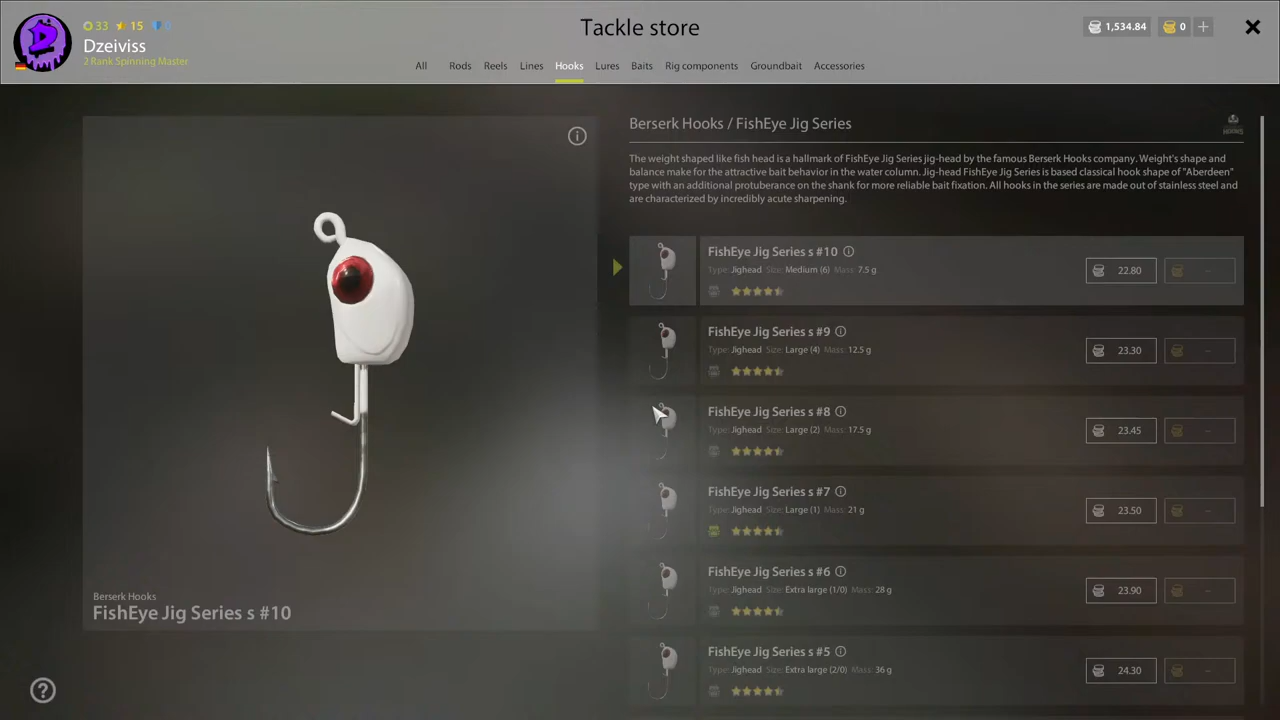 33 15 0
Tackle store
1,534.84 0
Dzeiviss
2 Rank Spinning Master
All Rods Reels Lines Hooks Lures Baits Rig components Groundbait Accessories
Berserk Hooks / FishEye Jig Series
HOOKS
The weight shaped like fish head is a hallmark of FishEye Jig Series jig-head by the famous Berserk Hooks company. Weight's shape and
balance make for the attractive bait behavior in the water column. Jig-head FishEye Jig Series is based classical hook shape of "Aberdeen"
type with an additional protuberance on the shank for more reliable bait fixation. All hooks in the series are made out of stainless steel and
are characterized by incredibly acute sharpening.
FishEye Jig Series s #10
Type: Jighead Size: Medium (6) Mass: 7.5 g
22.80 –
FishEye Jig Series s #9
Type: Jighead Size: Large (4) Mass: 12.5 g
23.30 –
FishEye Jig Series s #8
Type: Jighead Size: Large (2) Mass: 17.5 g
23.45 –
FishEye Jig Series s #7
Type: Jighead Size: Large (1) Mass: 21 g
23.50 –
FishEye Jig Series s #6
Type: Jighead Size: Extra large (1/0) Mass: 28 g
23.90 –
FishEye Jig Series s #5
Type: Jighead Size: Extra large (2/0) Mass: 36 g
24.30 –
Berserk Hooks
FishEye Jig Series s #10
?